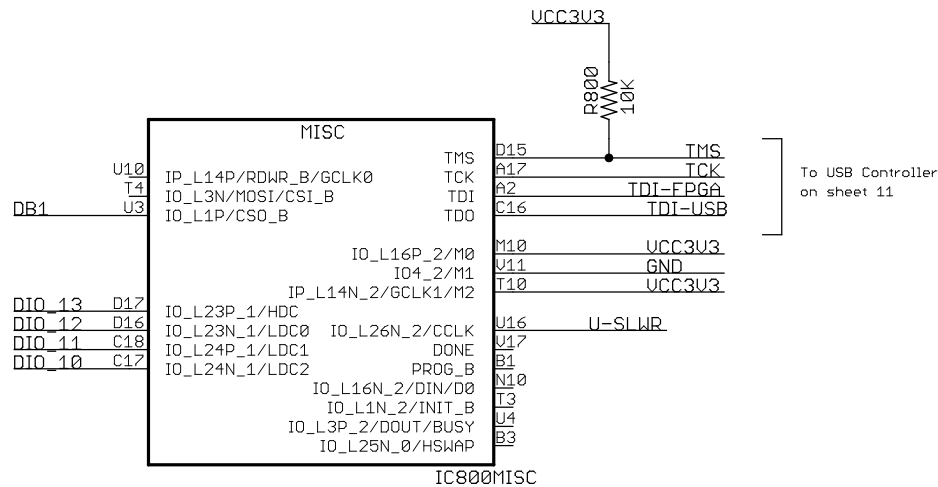 VCC3V3
R800
10K
MISC
U10 IP_L14P/RDWR_B/GCLK0
T4 IO_L3N/MOSI/CSI_B
DB1 U3 IO_L1P/CSO_B
TMS D15 TMS
TCK A17 TCK
TDI A2 TDI-FPGA
TDO C16 TDI-USB
To USB Controller
on sheet 11
IO_L16P_2/M0 M10 VCC3V3
IO4_2/M1 V11 GND
IP_L14N_2/GCLK1/M2 T10 VCC3V3
DIO_13 D17 IO_L23P_1/HDC
DIO_12 D16 IO_L23N_1/LDC0
DIO_11 C18 IO_L24P_1/LDC1
DIO_10 C17 IO_L24N_1/LDC2
IO_L26N_2/CCLK U16 U-SLWR
DONE V17
PROG_B B1
IO_L16N_2/DIN/D0 N10
IO_L1N_2/INIT_B T3
IO_L3P_2/DOUT/BUSY U4
IO_L25N_0/HSWAP B3
IC800MISC